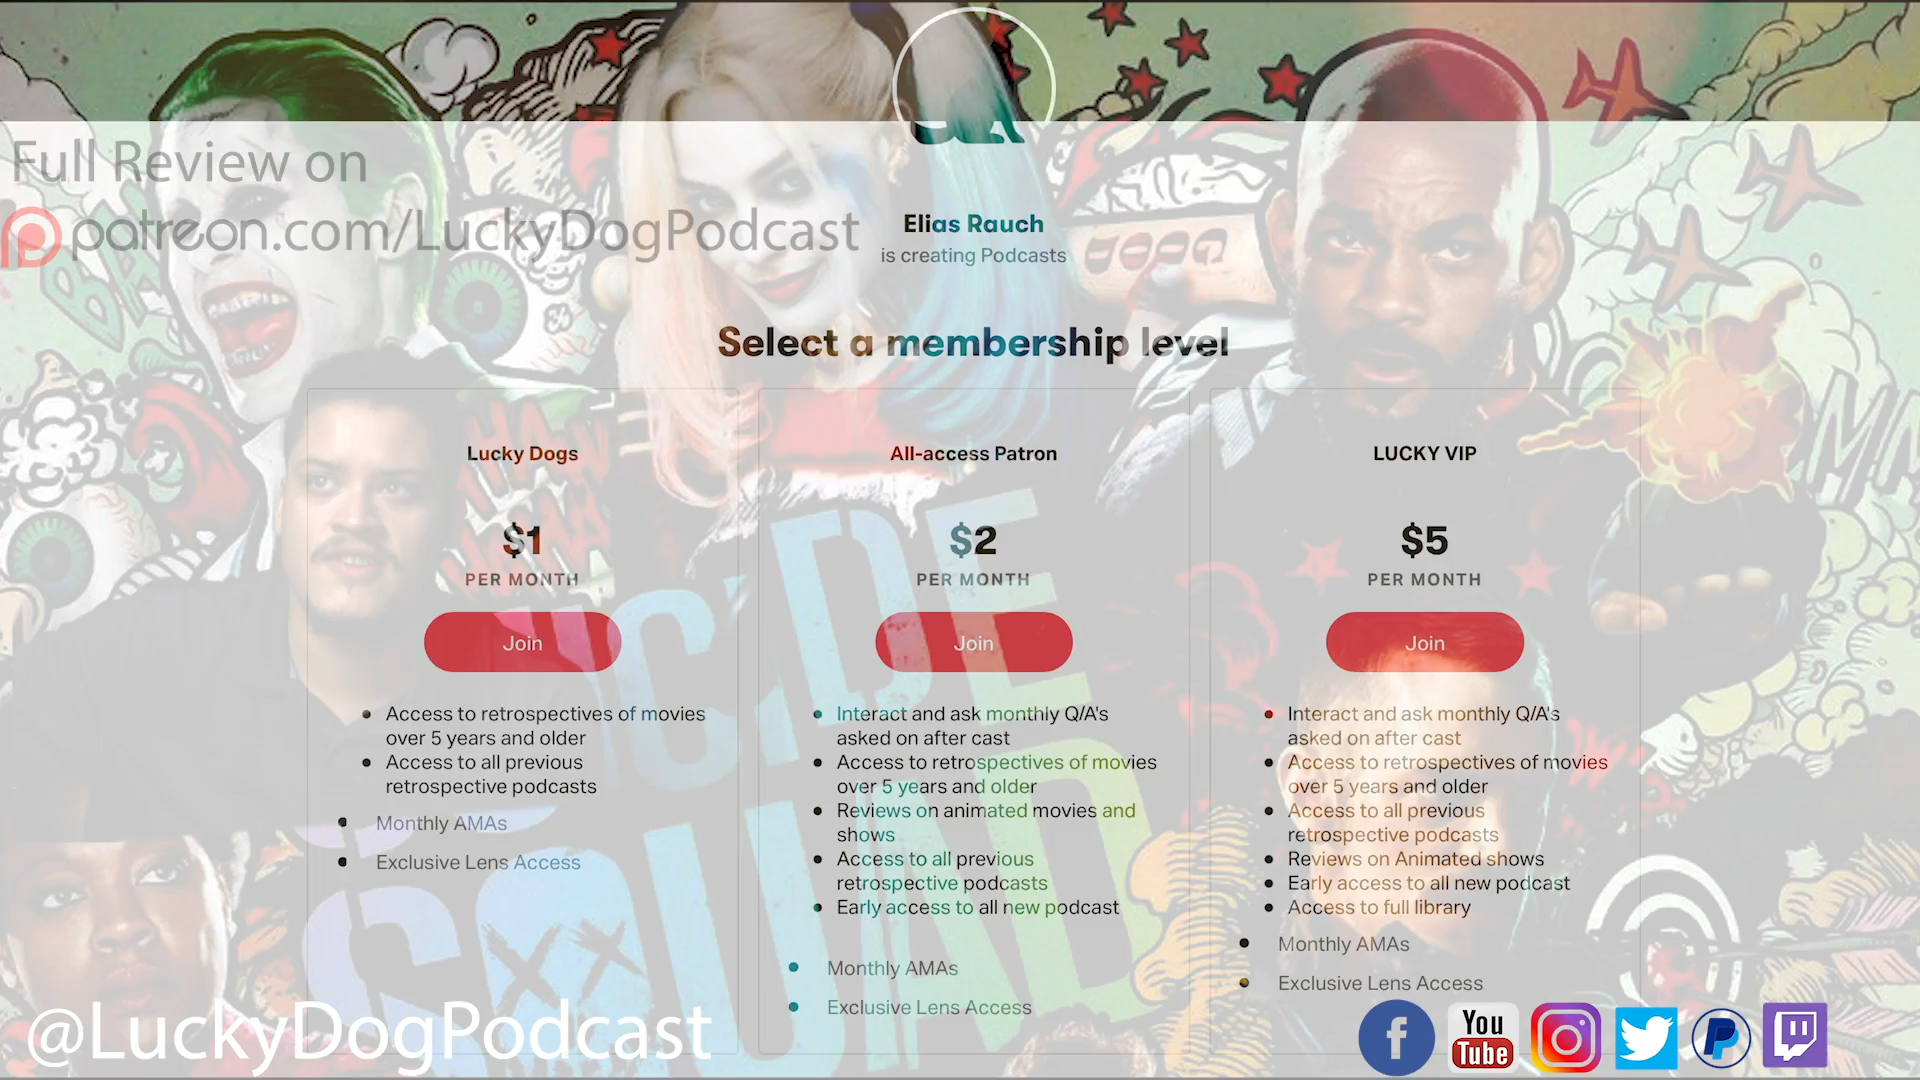 Full Review on
patreon.com/LuckyDogPodcast
Elias Rauch
is creating Podcasts
Select a membership level
Lucky Dogs
$1
PER MONTH
Join
Access to retrospectives of movies
over 5 years and older
Access to all previous
retrospective podcasts
Monthly AMAs
Exclusive Lens Access
All-access Patron
$2
PER MONTH
Join
Interact and ask monthly Q/A's
asked on after cast
Access to retrospectives of movies
over 5 years and older
Reviews on animated movies and
shows
Access to all previous
retrospective podcasts
Early access to all new podcast
Monthly AMAs
Exclusive Lens Access
LUCKY VIP
$5
PER MONTH
Join
Interact and ask monthly Q/A's
asked on after cast
Access to retrospectives of movies
over 5 years and older
Access to all previous
retrospective podcasts
Reviews on Animated shows
Early access to all new podcast
Access to full library
Monthly AMAs
Exclusive Lens Access
SQUAD
@LuckyDogPodcast
You
Tube